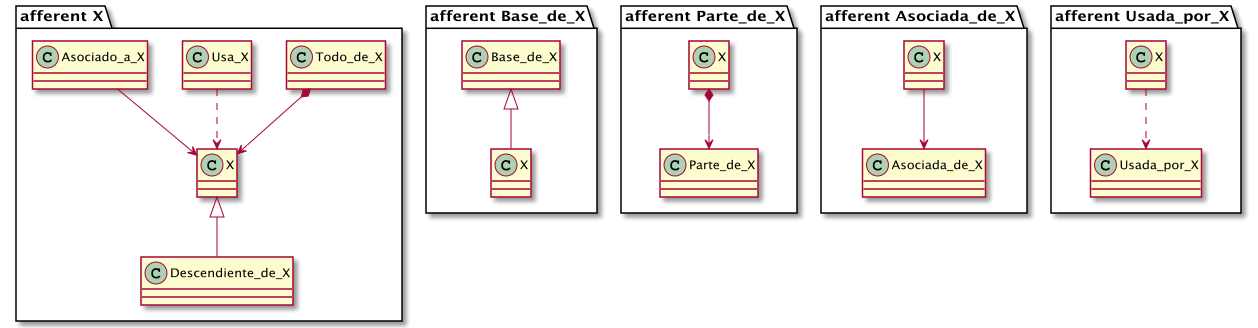 afferent X
C Asociado_a_X
C Usa_X
C Todo_de_X
C X
C Descendiente_de_X
afferent Base_de_X
C Base_de_X
C X
afferent Parte_de_X
C X
C Parte_de_X
afferent Asociada_de_X
C X
C Asociada_de_X
afferent Usada_por_X
C X
C Usada_por_X